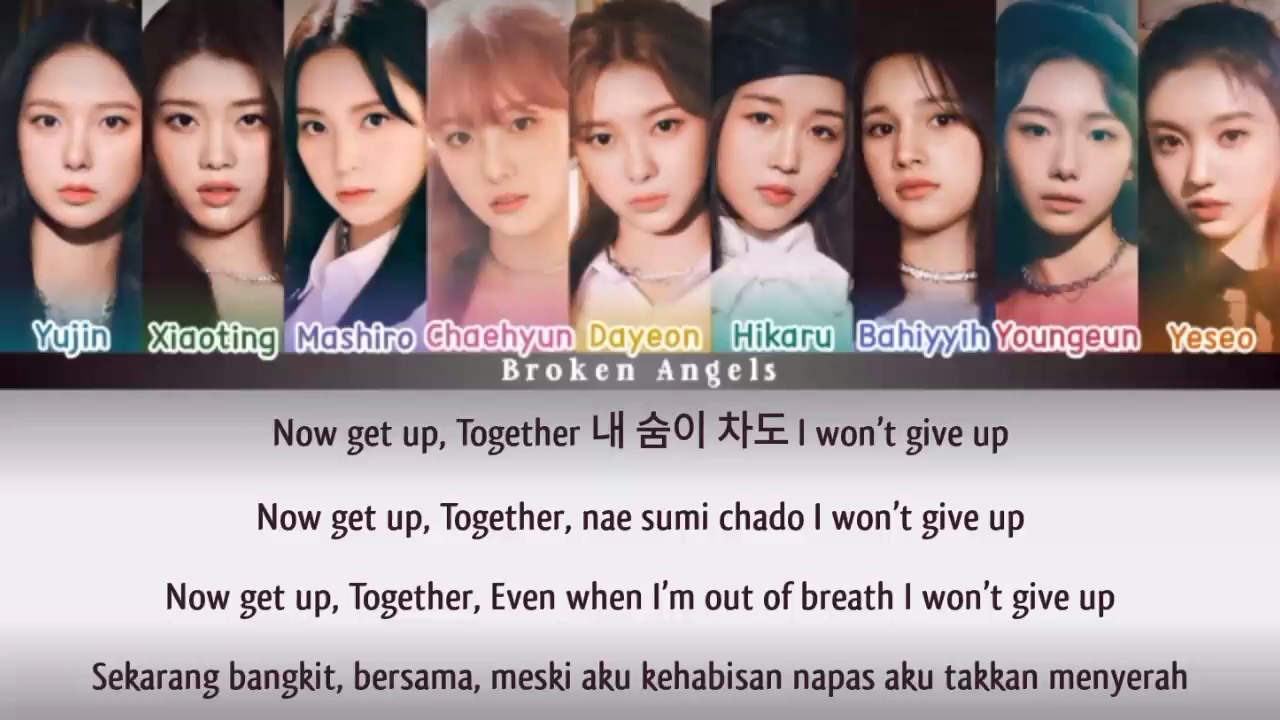 Yujin Xiaoting Mashiro Chaehyun Dayeon Hikaru Bahiyyih Youngeun Yeseo
Broken Angels
Now get up, Together 내 숨이 차도 I won't give up
Now get up, Together, nae sumi chado I won't give up
Now get up, Together, Even when I'm out of breath I won't give up
Sekarang bangkit, bersama, meski aku kehabisan napas aku takkan menyerah